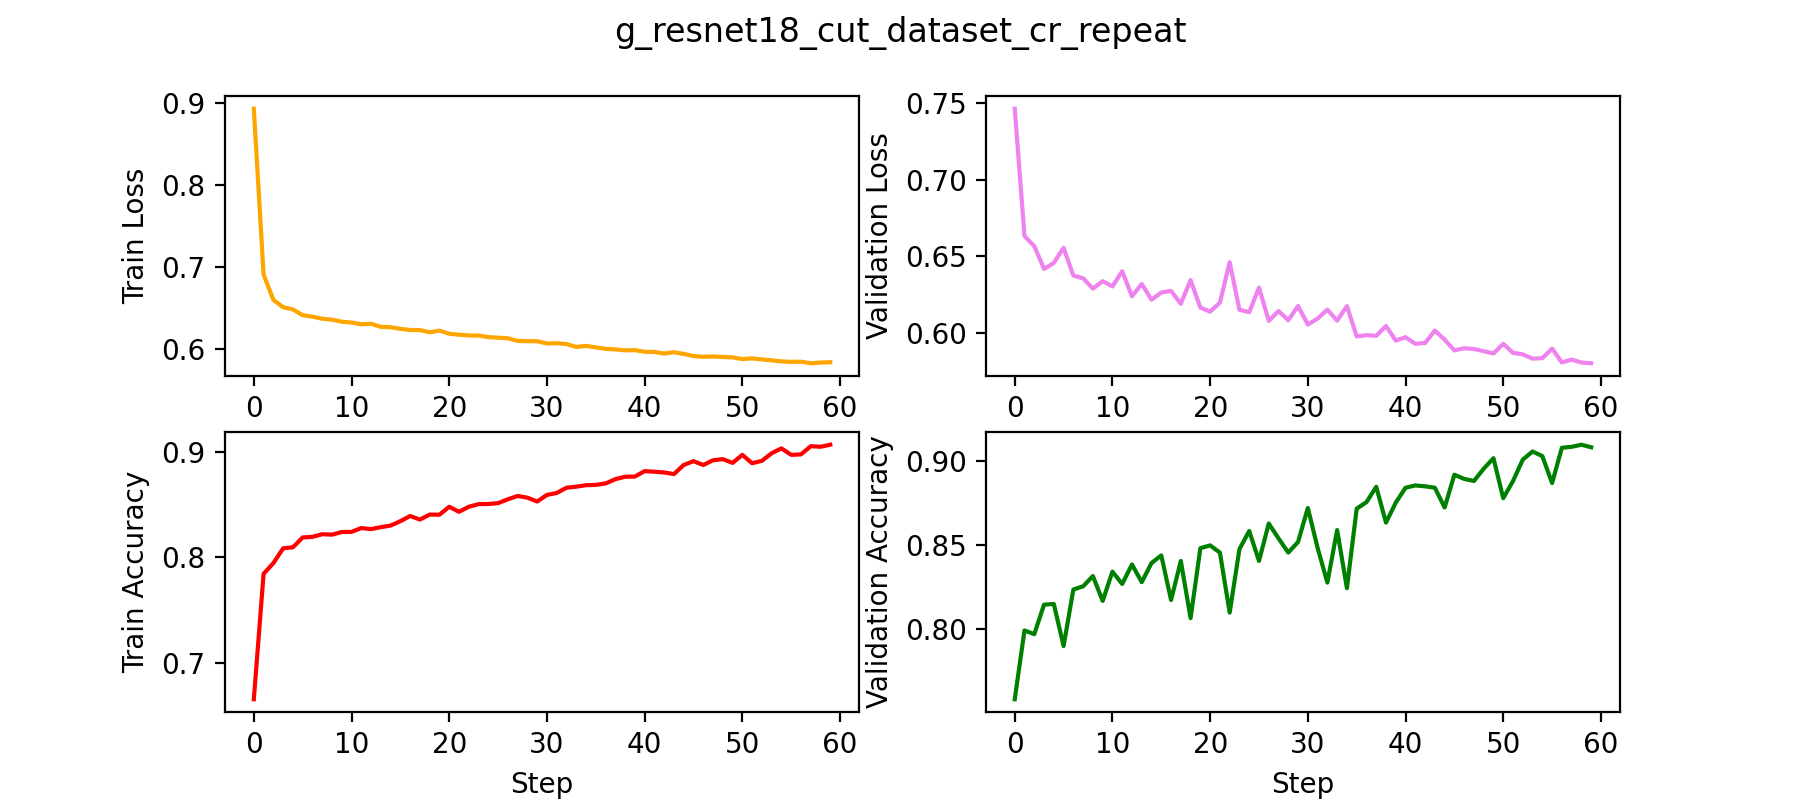 g_resnet18_cut_dataset_cr_repeat
Train Loss
0.9
0.8
0.7
0.6
0 10 20 30 40 50 60
Validation Loss
0.75
0.70
0.65
0.60
0 10 20 30 40 50 60
Train Accuracy
0.9
0.8
0.7
0 10 20 30 40 50 60
Step
Validation Accuracy
0.90
0.85
0.80
0 10 20 30 40 50 60
Step